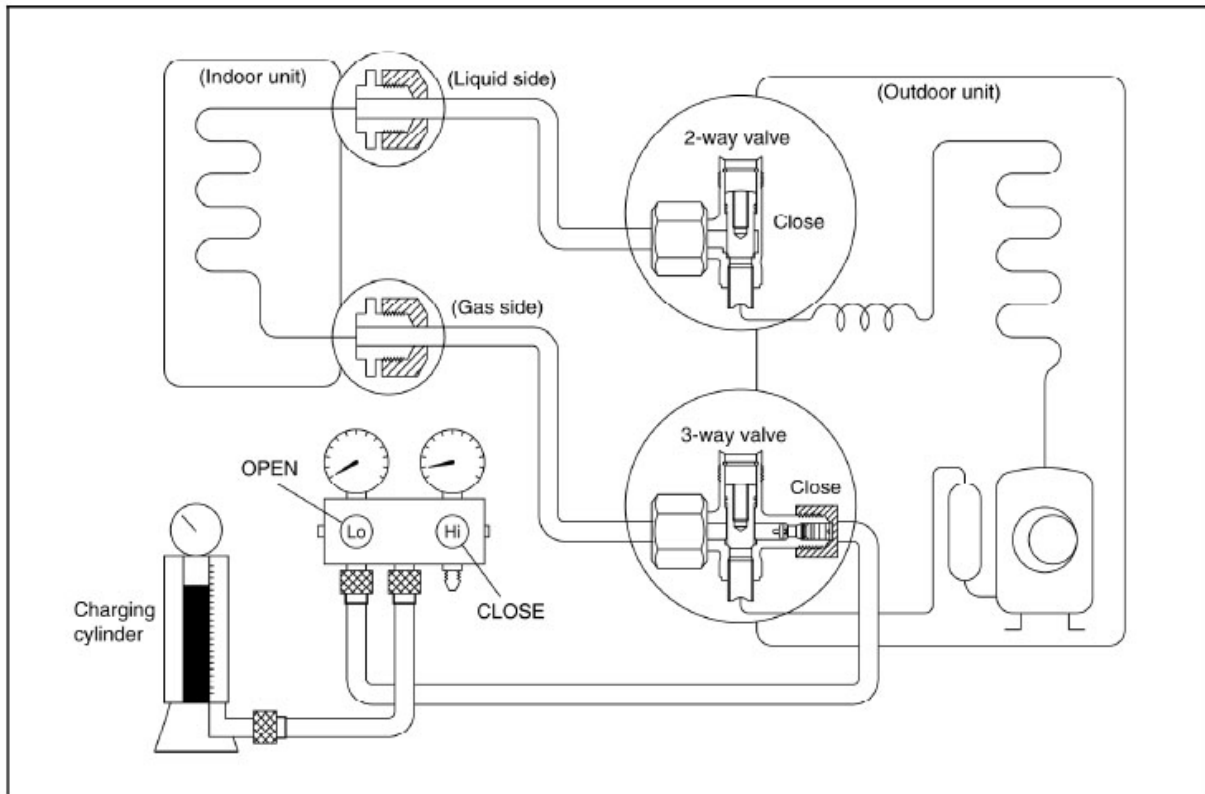 (Indoor unit)
(Liquid side)
(Outdoor unit)
2-way valve
Close
(Gas side)
3-way valve
Close
OPEN
Lo
Hi
CLOSE
Charging
cylinder